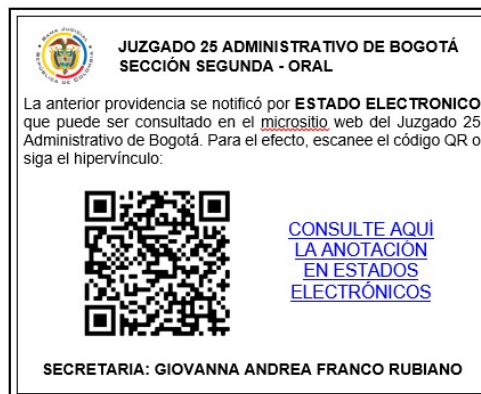 JUZGADO 25 ADMINISTRATIVO DE BOGOTÁ
SECCIÓN SEGUNDA - ORAL
La anterior providencia se notificó por ESTADO ELECTRONICO
que puede ser consultado en el micrositio web del Juzgado 25
Administrativo de Bogotá. Para el efecto, escanee el código QR o
siga el hipervínculo:
CONSULTE AQUÍ
LA ANOTACIÓN
EN ESTADOS
ELECTRÓNICOS
SECRETARIA: GIOVANNA ANDREA FRANCO RUBIANO